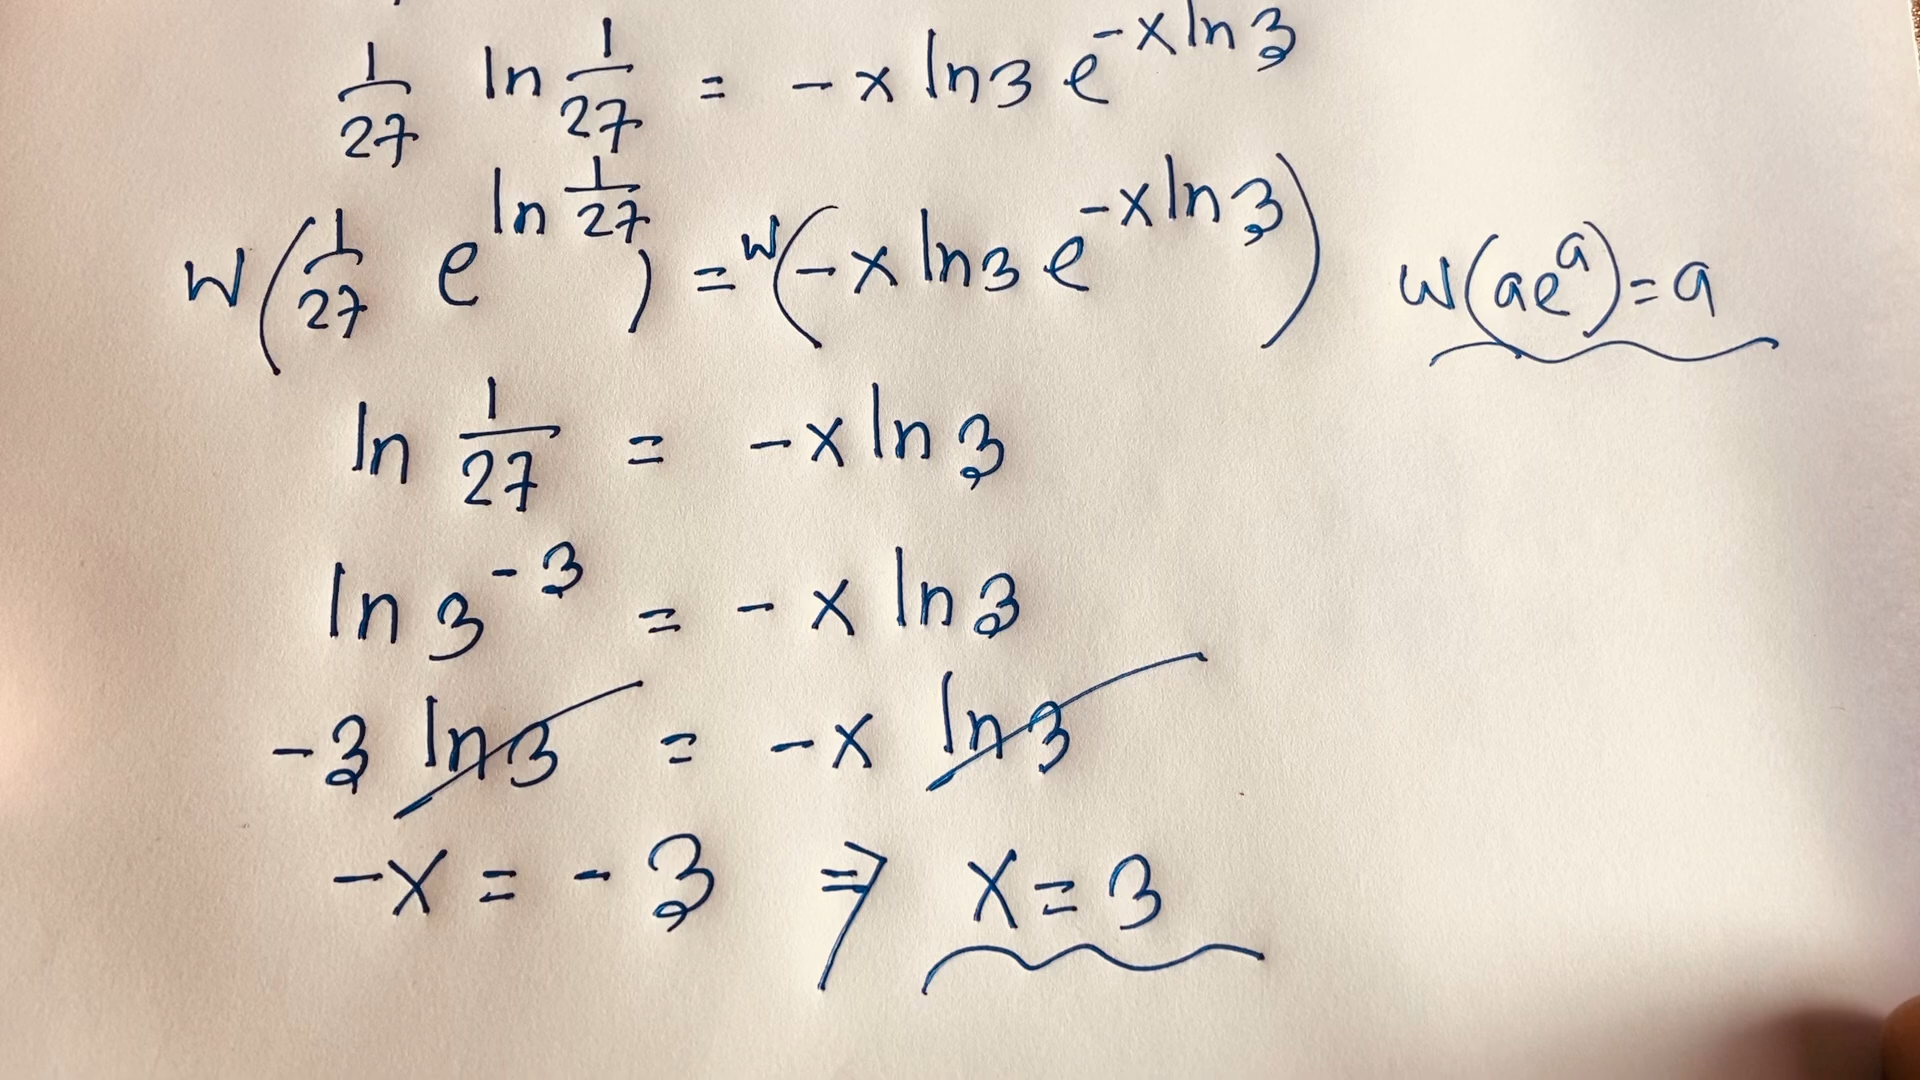 1/27 ln 1/27 = -x ln3 e^(-x ln3)
W(1/27 e^(ln 1/27)) = W(-x ln3 e^(-x ln3)) W(ae^a) = a
ln 1/27 = -x ln 3
ln 3^(-3) = -x ln 3
-3 ln3 = -x ln3
-x = -3 ⇒ x = 3